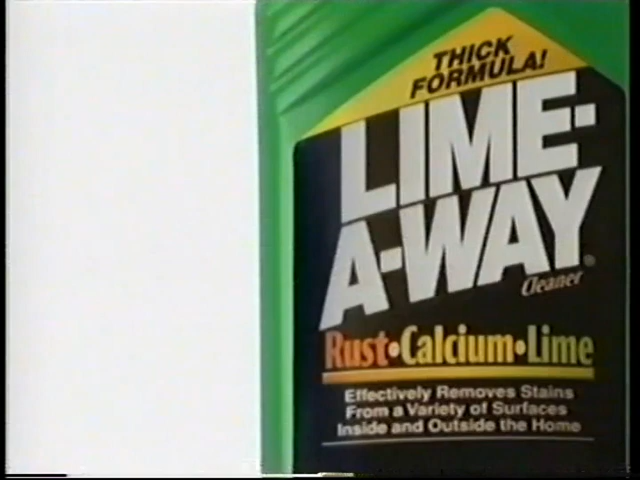 THICK
FORMULA!
LIME-
A-WAY®
Cleaner
Rust•Calcium•Lime
Effectively Removes Stains
From a Variety of Surfaces
Inside and Outside the Home